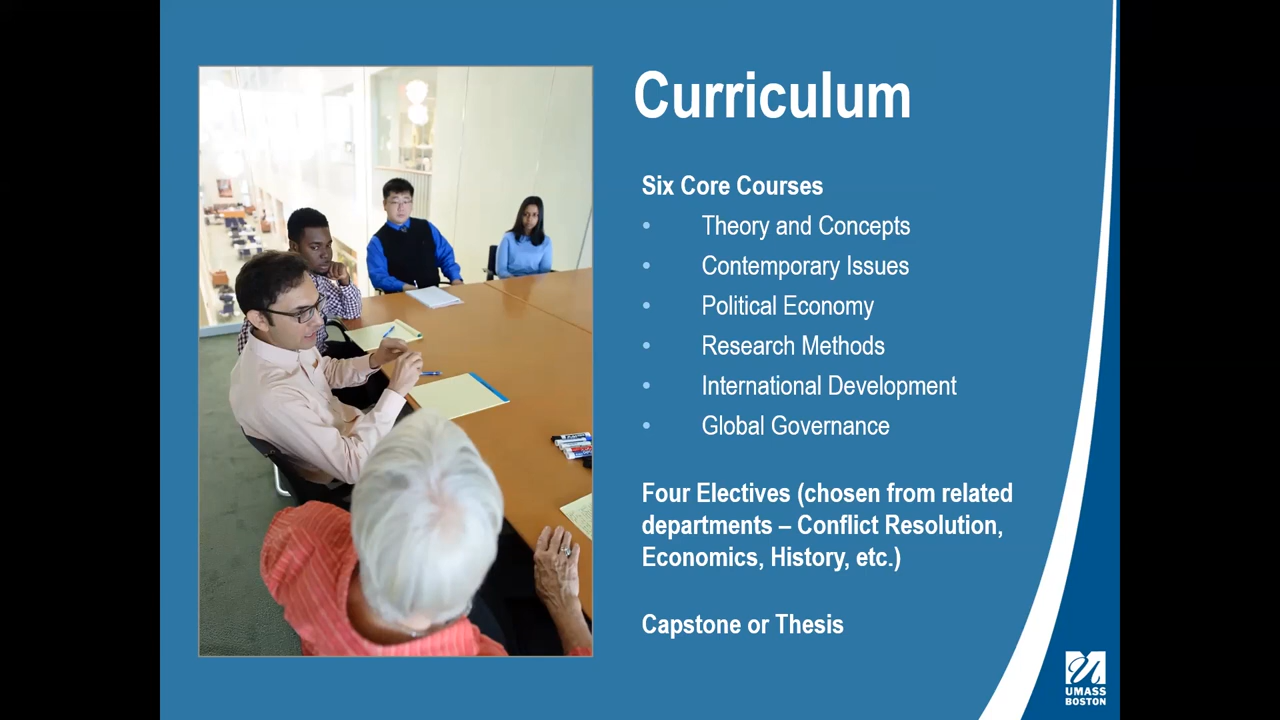 Curriculum
Six Core Courses
• Theory and Concepts
• Contemporary Issues
• Political Economy
• Research Methods
• International Development
• Global Governance
Four Electives (chosen from related
departments – Conflict Resolution,
Economics, History, etc.)
Capstone or Thesis
UMASS
BOSTON